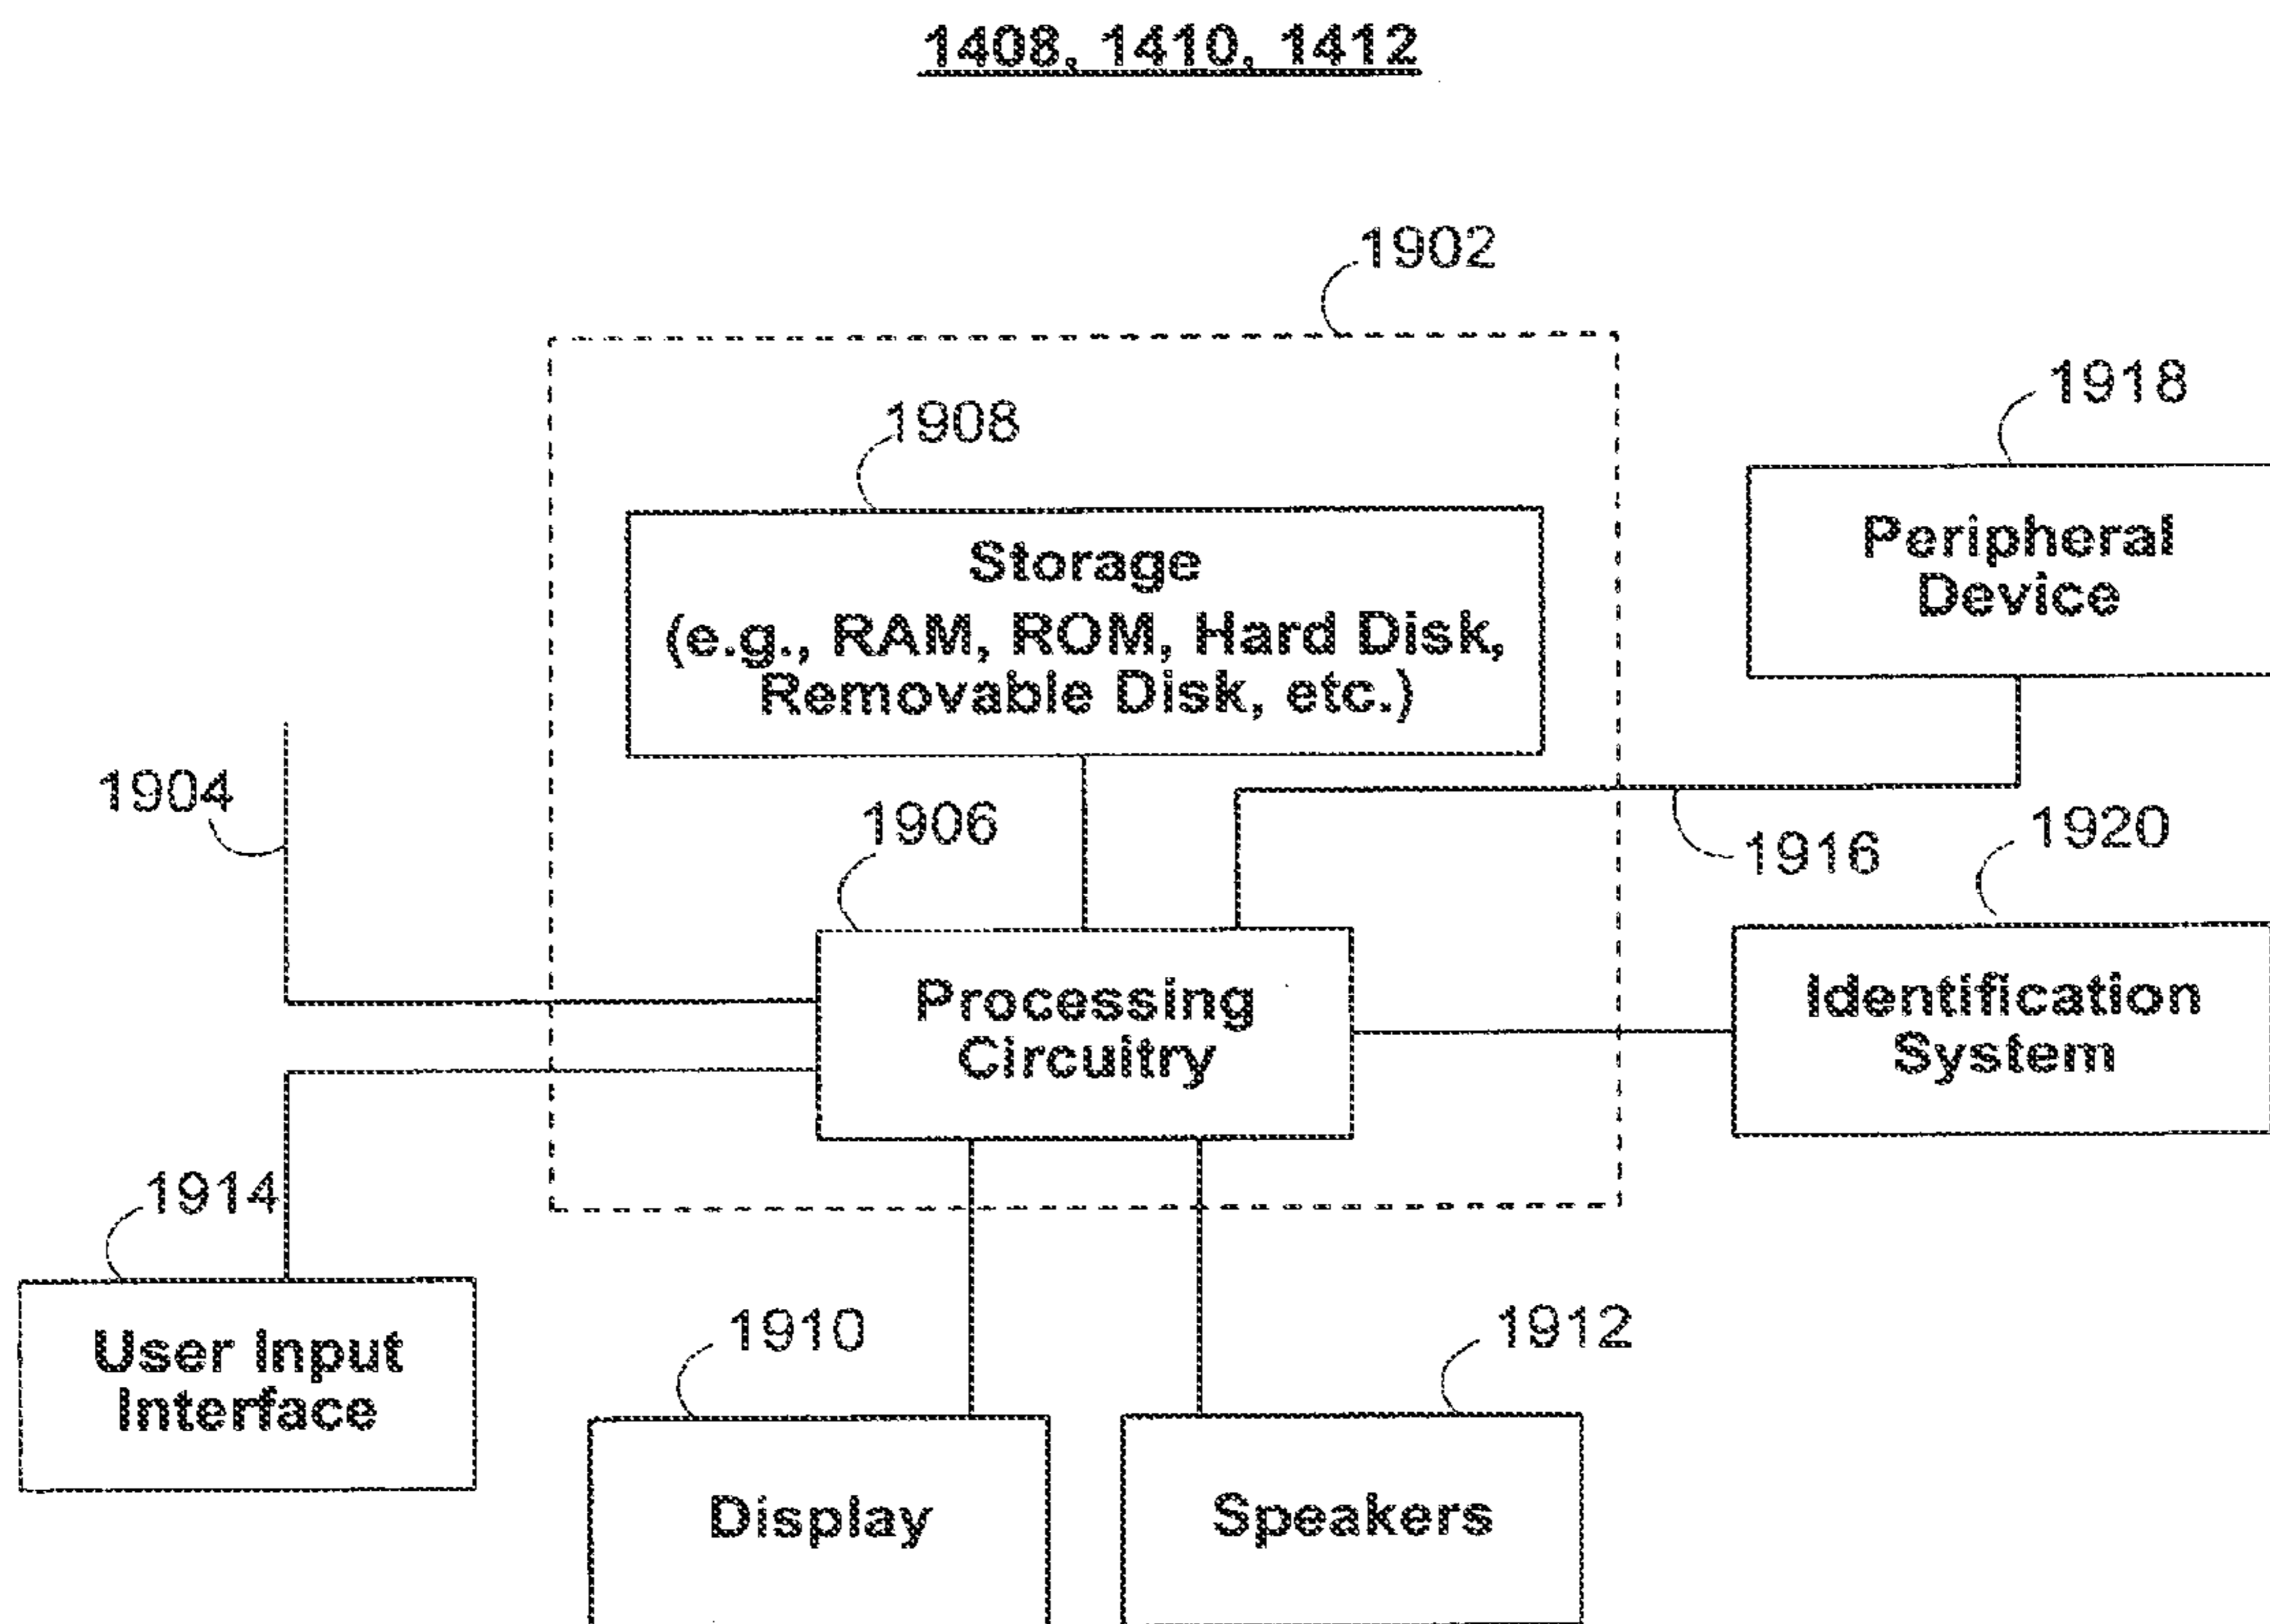 1408, 1410, 1412
1902
1918
1908
Peripheral
Device
Storage
(e.g., RAM, ROM, Hard Disk,
Removable Disk, etc.)
1904
1906
1916
1920
Processing
Circuitry
Identification
System
1914
User Input
Interface
1910
1912
Display
Speakers